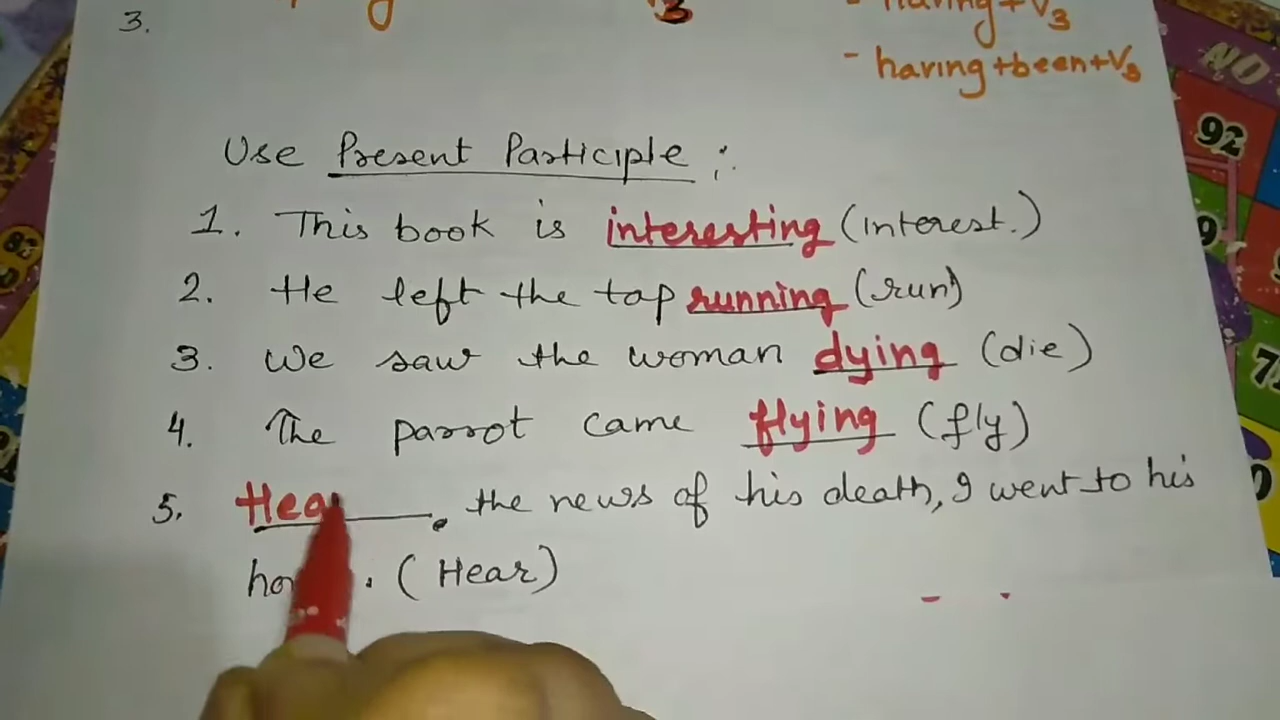 3.
- having+V3
- having+been+V3
Use Present Participle :
1. This book is interesting (interest.)
2. He left the tap running (run)
3. We saw the woman dying (die)
4. The parrot came flying (fly)
5. Hea the news of his death, I went to his
(Hear)
NO
92